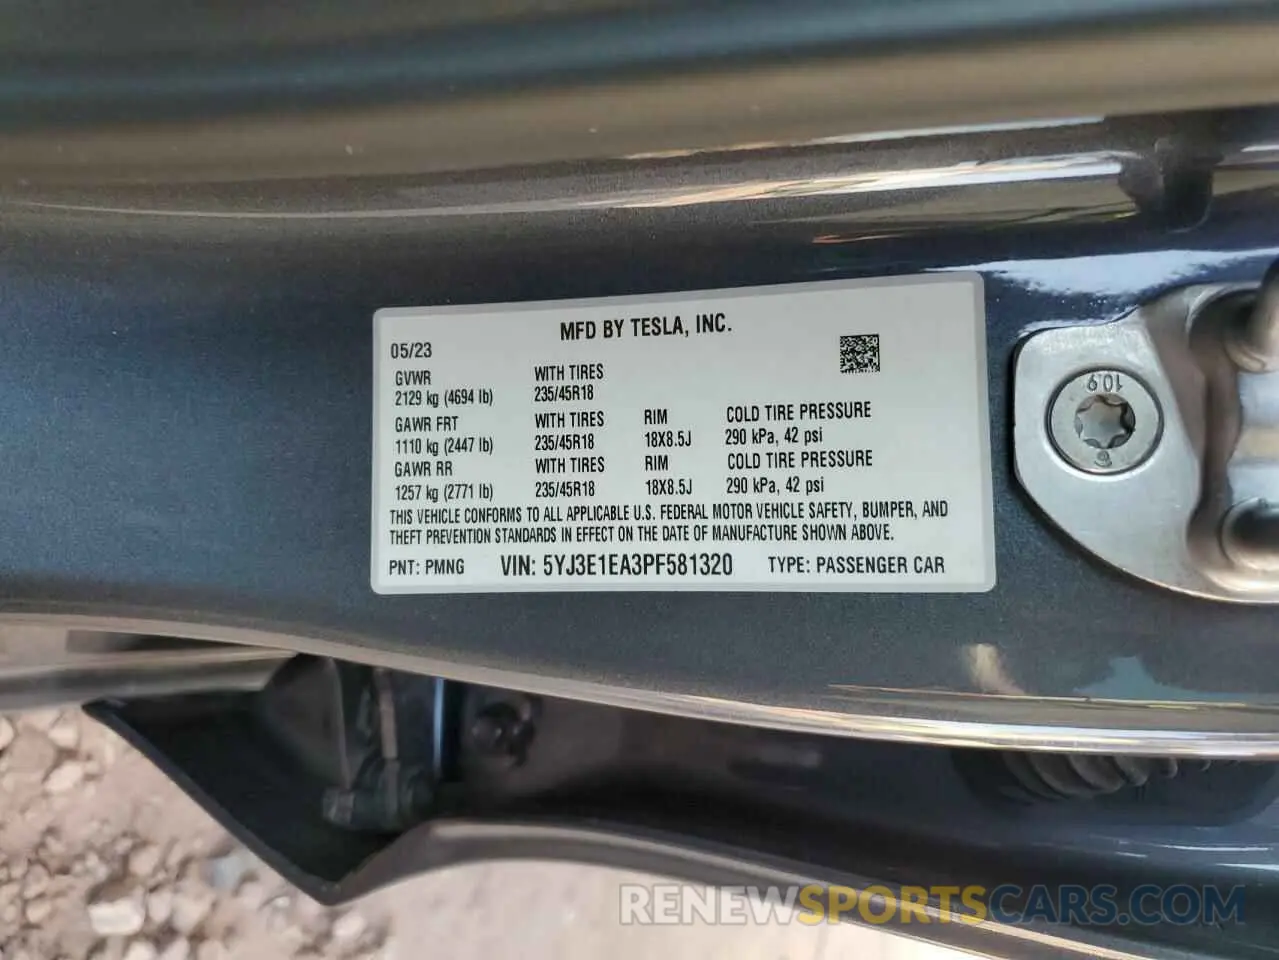 MFD BY TESLA, INC.
05/23
GVWR WITH TIRES
2129 kg (4694 lb) 235/45R18
GAWR FRT WITH TIRES RIM COLD TIRE PRESSURE
1110 kg (2447 lb) 235/45R18 18X8.5J 290 kPa, 42 psi
GAWR RR WITH TIRES RIM COLD TIRE PRESSURE
1257 kg (2771 lb) 235/45R18 18X8.5J 290 kPa, 42 psi
THIS VEHICLE CONFORMS TO ALL APPLICABLE U.S. FEDERAL MOTOR VEHICLE SAFETY, BUMPER, AND
THEFT PREVENTION STANDARDS IN EFFECT ON THE DATE OF MANUFACTURE SHOWN ABOVE.
PNT: PMNG VIN: 5YJ3E1EA3PF581320 TYPE: PASSENGER CAR
10.9
RENEWSPORTSCARS.COM